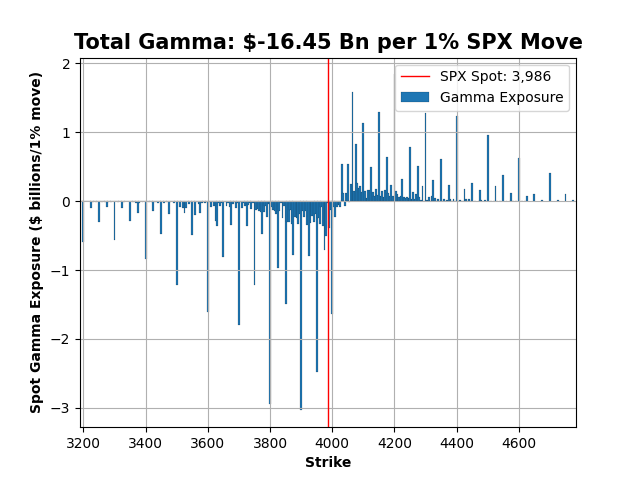 Total Gamma: $-16.45 Bn per 1% SPX Move
Spot Gamma Exposure ($ billions/1% move)
2
1
0
−1
−2
−3
SPX Spot: 3,986
Gamma Exposure
3200 3400 3600 3800 4000 4200 4400 4600
Strike